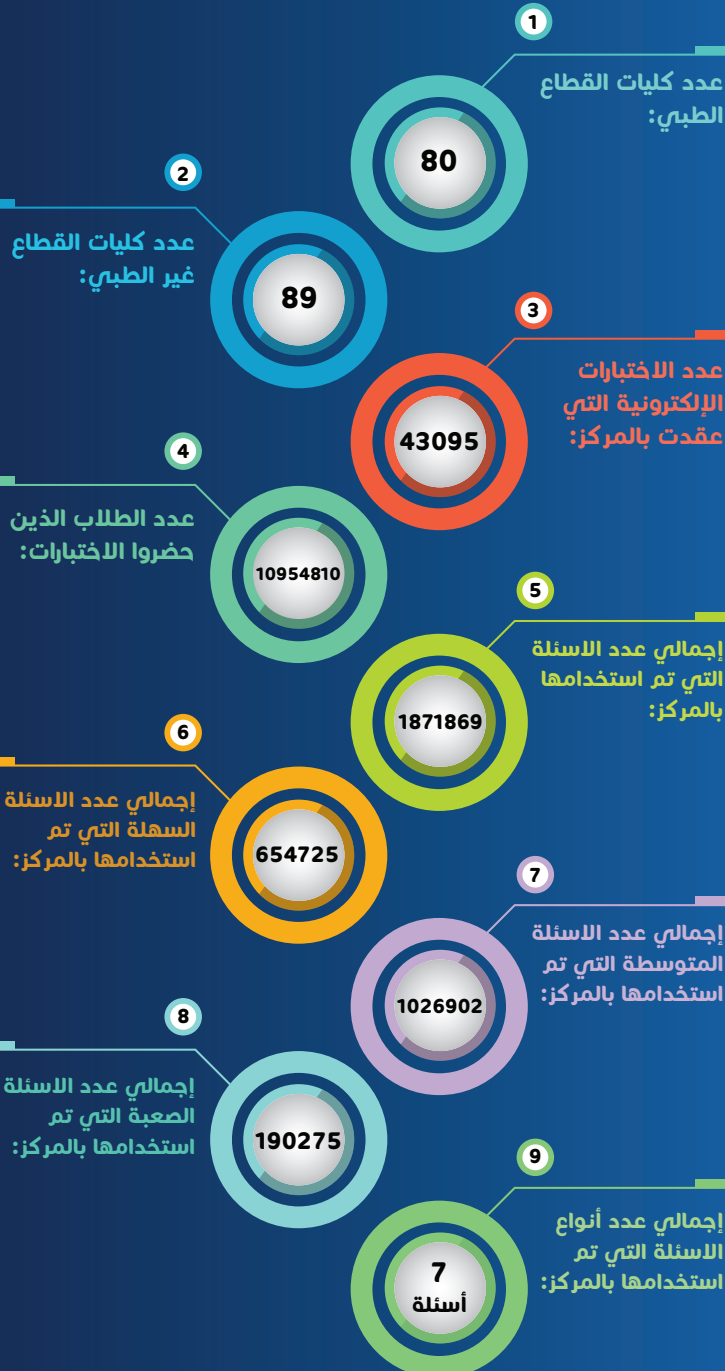 1
عدد كليات القطاع
الطبي:
80
2
عدد كليات القطاع
غير الطبي:
89
3
عدد الاختبارات
الإلكترونية التي
عقدت بالمركز:
43095
4
عدد الطلاب الذين
حضروا الاختبارات:
10954810
5
إجمالي عدد الاسئلة
التي تم استخدامها
بالمركز:
1871869
6
إجمالي عدد الاسئلة
السهلة التي تم
استخدامها بالمركز:
654725
7
إجمالي عدد الاسئلة
المتوسطة التي تم
استخدامها بالمركز:
1026902
8
إجمالي عدد الاسئلة
الصعبة التي تم
استخدامها بالمركز:
190275
9
إجمالي عدد أنواع
الاسئلة التي تم
استخدامها بالمركز:
7
أسئلة